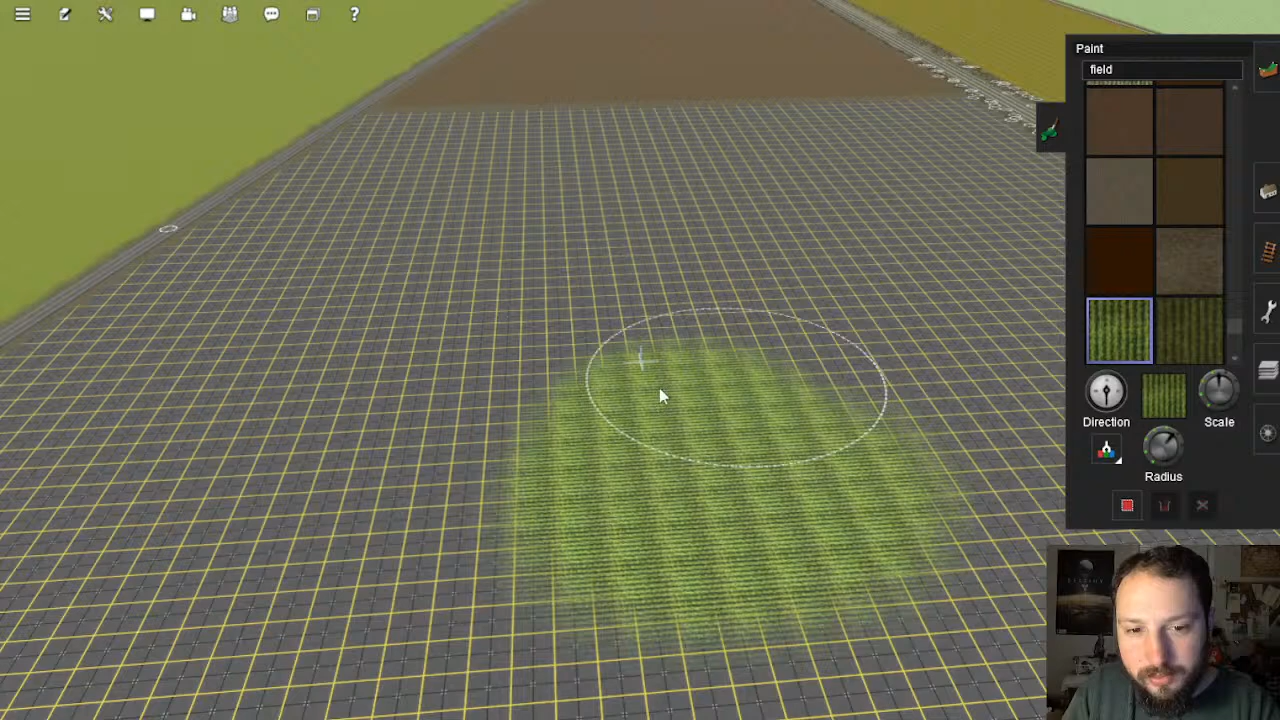 ?
Paint
field
Direction
Scale
Radius